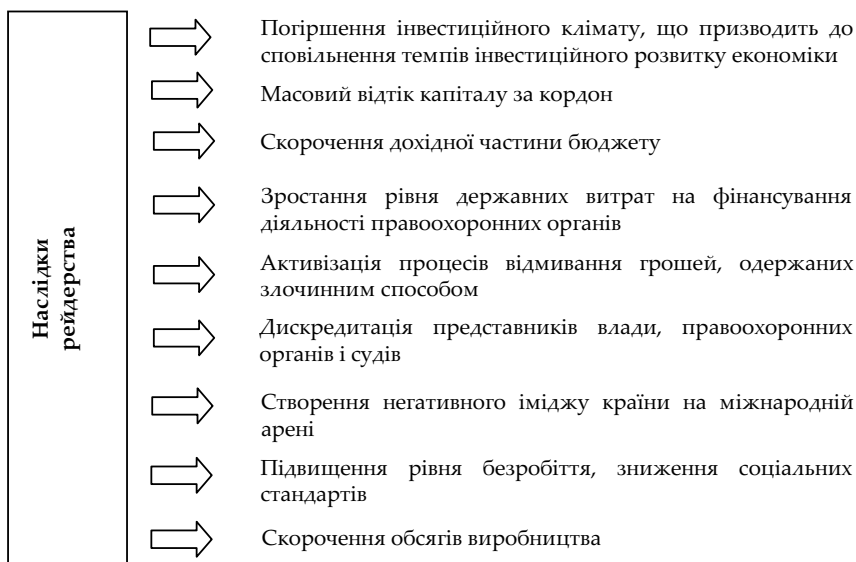 Наслідки
рейдерства
Погіршення інвестиційного клімату, що призводить до
сповільнення темпів інвестиційного розвитку економіки
Масовий відтік капіталу за кордон
Скорочення дохідної частини бюджету
Зростання рівня державних витрат на фінансування
діяльності правоохоронних органів
Активізація процесів відмивання грошей, одержаних
злочинним способом
Дискредитація представників влади, правоохоронних
органів і судів
Створення негативного іміджу країни на міжнародній
арені
Підвищення рівня безробіття, зниження соціальних
стандартів
Скорочення обсягів виробництва